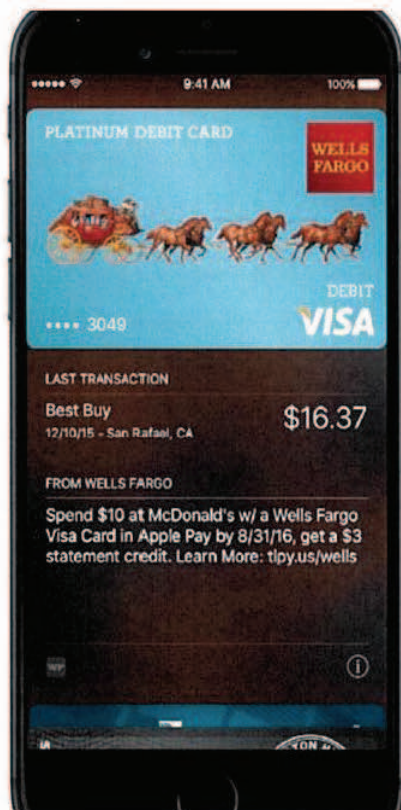 9:41 AM
100%
PLATINUM DEBIT CARD
WELLS
FARGO
DEBIT
•••• 3049
VISA
LAST TRANSACTION
Best Buy
$16.37
12/10/15 - San Rafael, CA
FROM WELLS FARGO
Spend $10 at McDonald's w/ a Wells Fargo
Visa Card in Apple Pay by 8/31/16, get a $3
statement credit. Learn More: tlpy.us/wells
WP